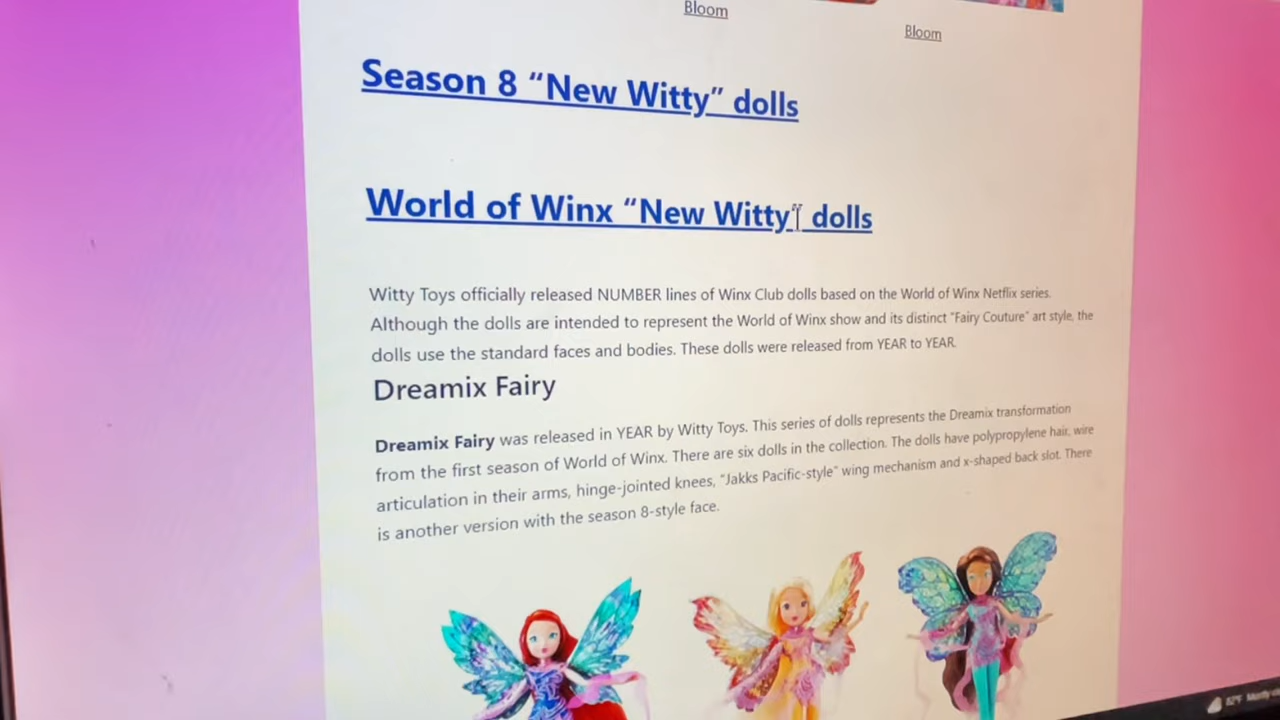 Bloom
Bloom
Season 8 “New Witty” dolls
World of Winx “New Witty” dolls
Witty Toys officially released NUMBER lines of Winx Club dolls based on the World of Winx Netflix series.
Although the dolls are intended to represent the World of Winx show and its distinct “Fairy Couture” art style, the
dolls use the standard faces and bodies. These dolls were released from YEAR to YEAR.
Dreamix Fairy
Dreamix Fairy was released in YEAR by Witty Toys. This series of dolls represents the Dreamix transformation
from the first season of World of Winx. There are six dolls in the collection. The dolls have polypropylene hair, wire
articulation in their arms, hinge-jointed knees, “Jakks Pacific-style” wing mechanism and x-shaped back slot. There
is another version with the season 8-style face.
Mostly